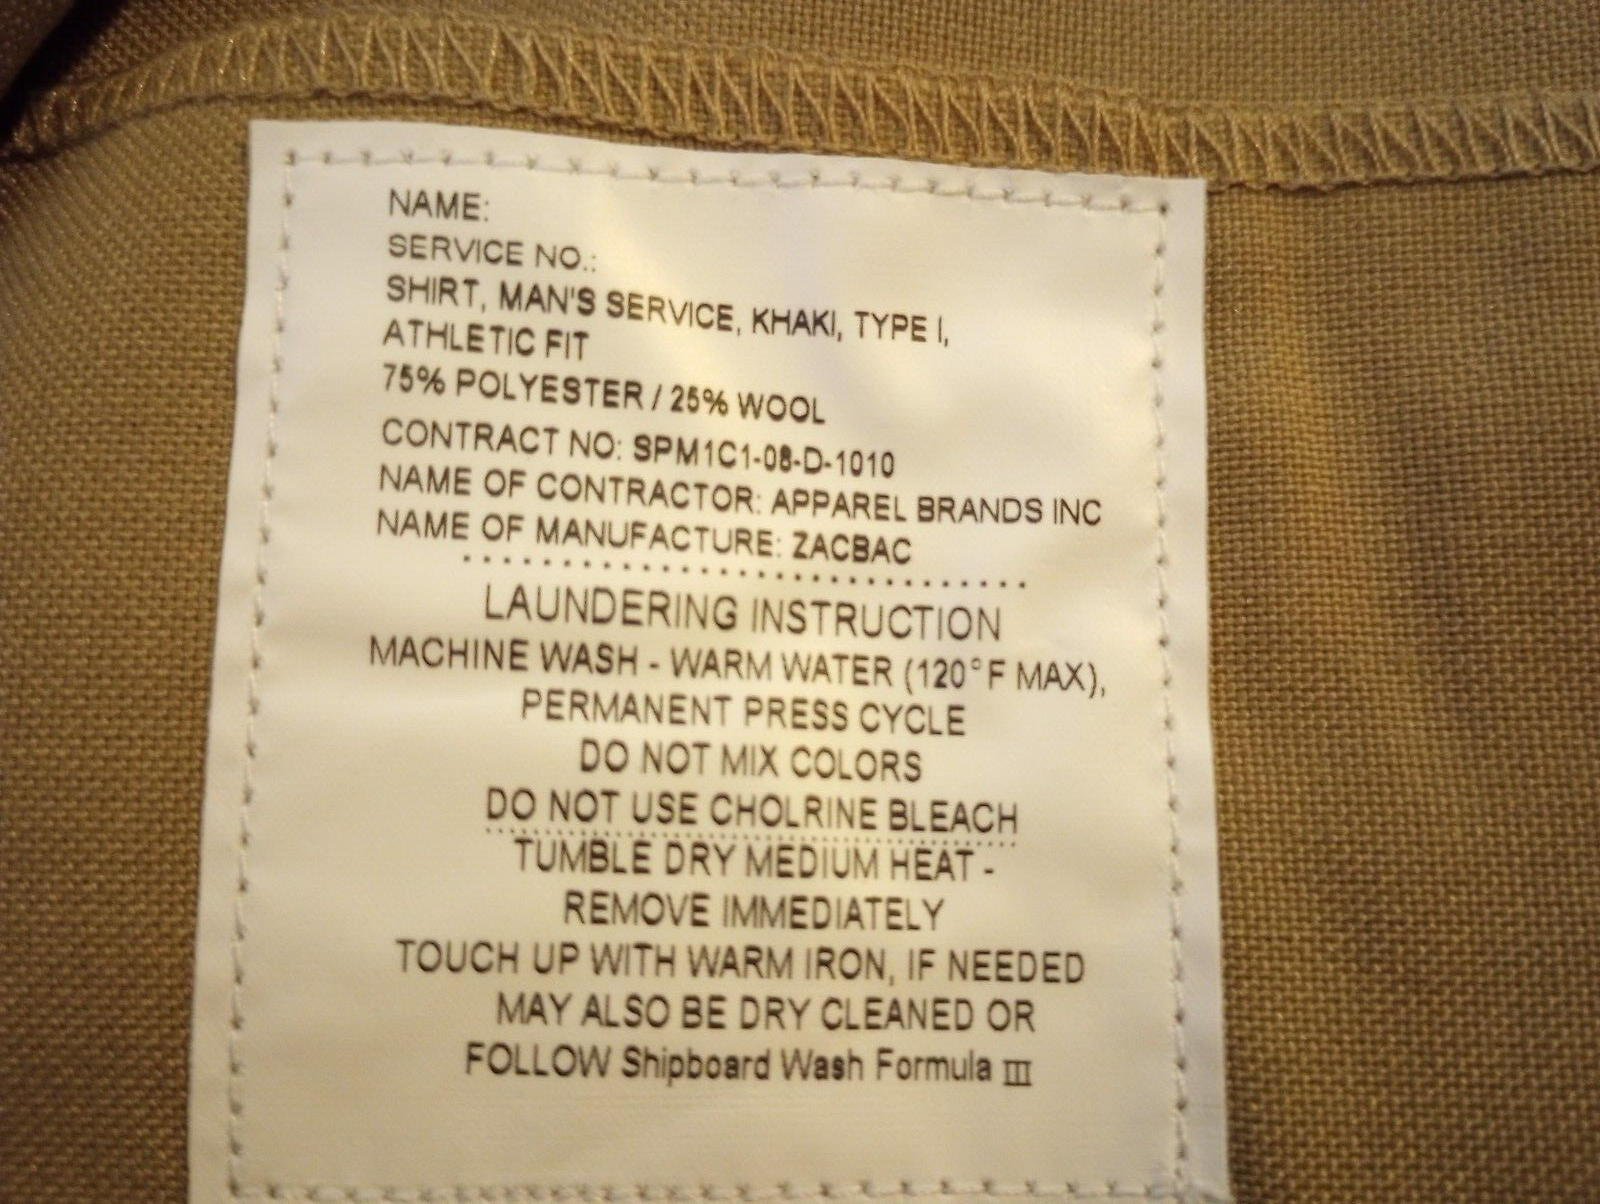 NAME:
SERVICE NO.:
SHIRT, MAN'S SERVICE, KHAKI, TYPE I,
ATHLETIC FIT
75% POLYESTER / 25% WOOL
CONTRACT NO: SPM1C1-08-D-1010
NAME OF CONTRACTOR: APPAREL BRANDS INC
NAME OF MANUFACTURE: ZACBAC
LAUNDERING INSTRUCTION
MACHINE WASH - WARM WATER (120°F MAX),
PERMANENT PRESS CYCLE
DO NOT MIX COLORS
DO NOT USE CHOLRINE BLEACH
TUMBLE DRY MEDIUM HEAT -
REMOVE IMMEDIATELY
TOUCH UP WITH WARM IRON, IF NEEDED
MAY ALSO BE DRY CLEANED OR
FOLLOW Shipboard Wash Formula III